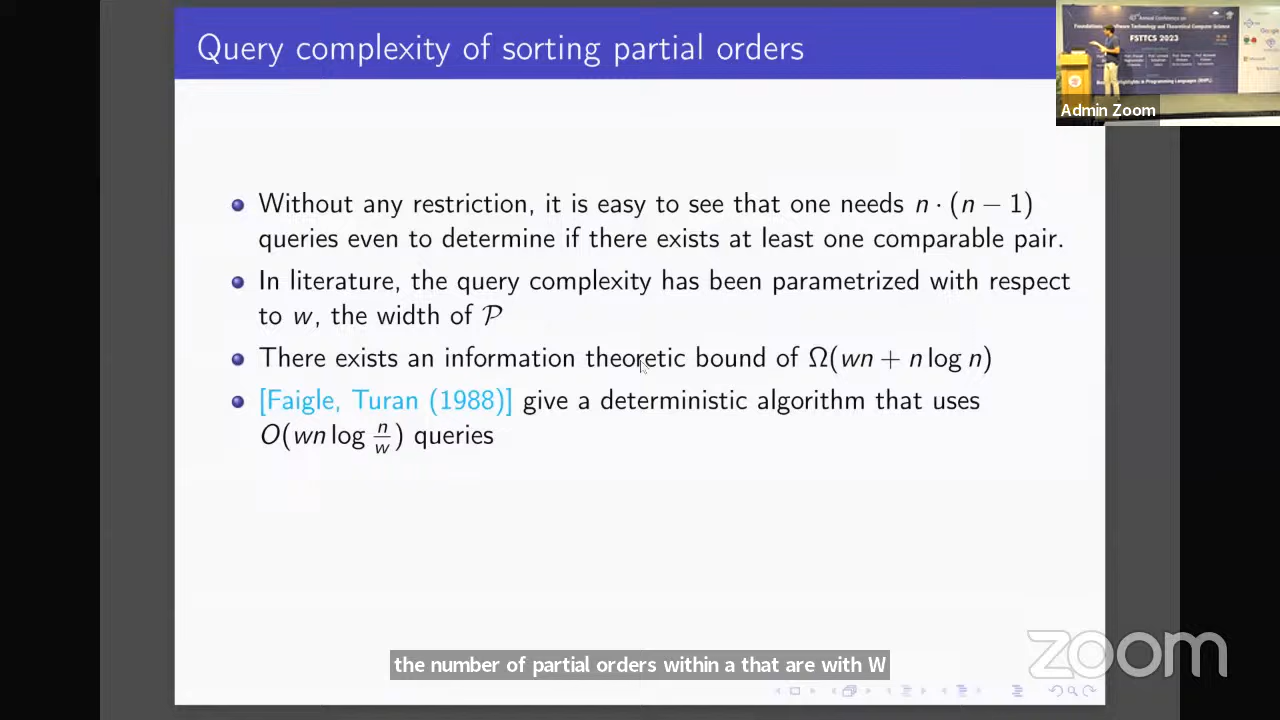 Query complexity of sorting partial orders
Annual Conference on
FSTTCS 2023
Admin Zoom
Without any restriction, it is easy to see that one needs n · (n − 1)
queries even to determine if there exists at least one comparable pair.
In literature, the query complexity has been parametrized with respect
to w, the width of 𝒫
There exists an information theoretic bound of Ω(wn + n log n)
[Faigle, Turan (1988)] give a deterministic algorithm that uses
O(wn log n/w) queries
zoom
the number of partial orders within a that are with W